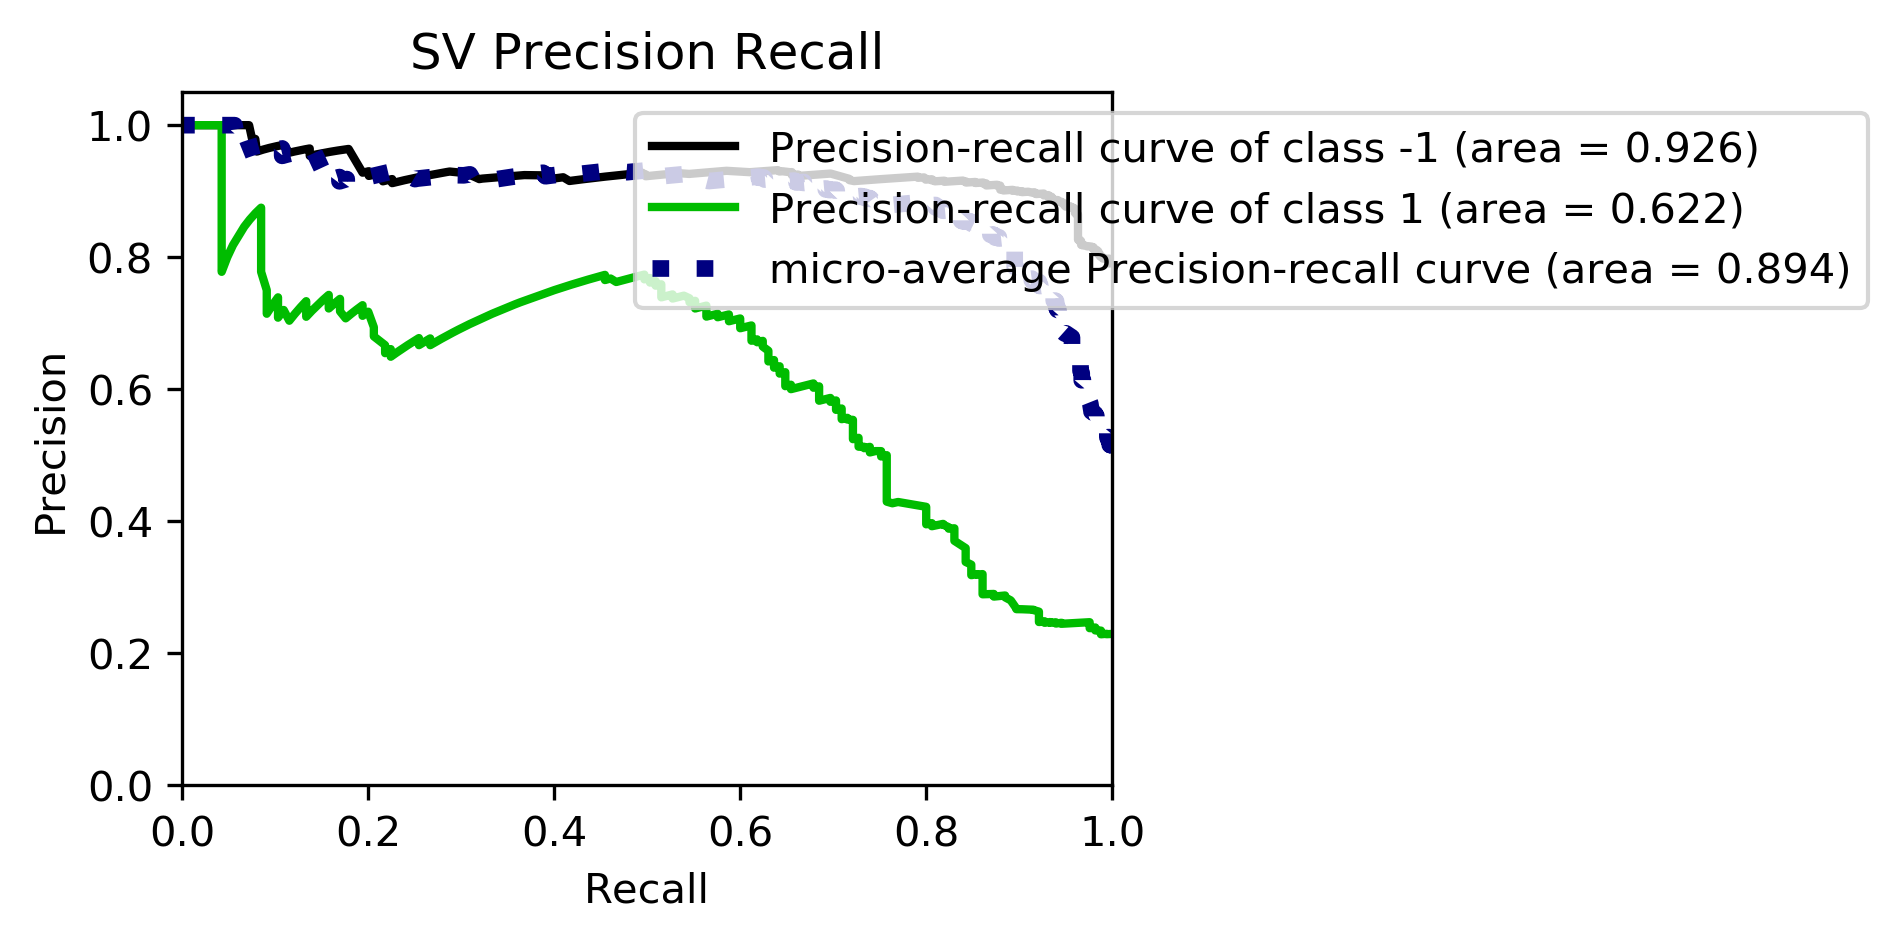 SV Precision Recall
Precision-recall curve of class -1 (area = 0.926)
Precision-recall curve of class 1 (area = 0.622)
micro-average Precision-recall curve (area = 0.894)
1.0
0.8
0.6
0.4
0.2
0.0
Precision
0.0 0.2 0.4 0.6 0.8 1.0
Recall